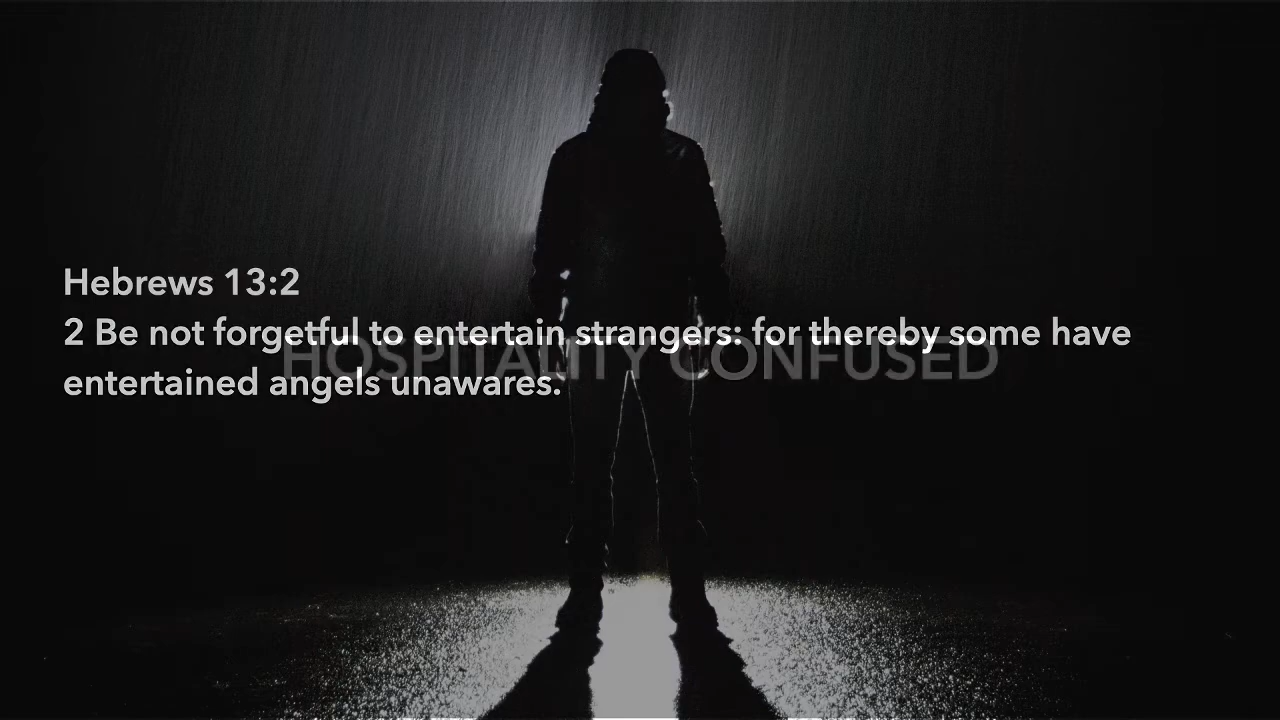 Hebrews 13:2
2 Be not forgetful to entertain strangers: for thereby some have
HOSPITALITY CONFUSED
entertained angels unawares.